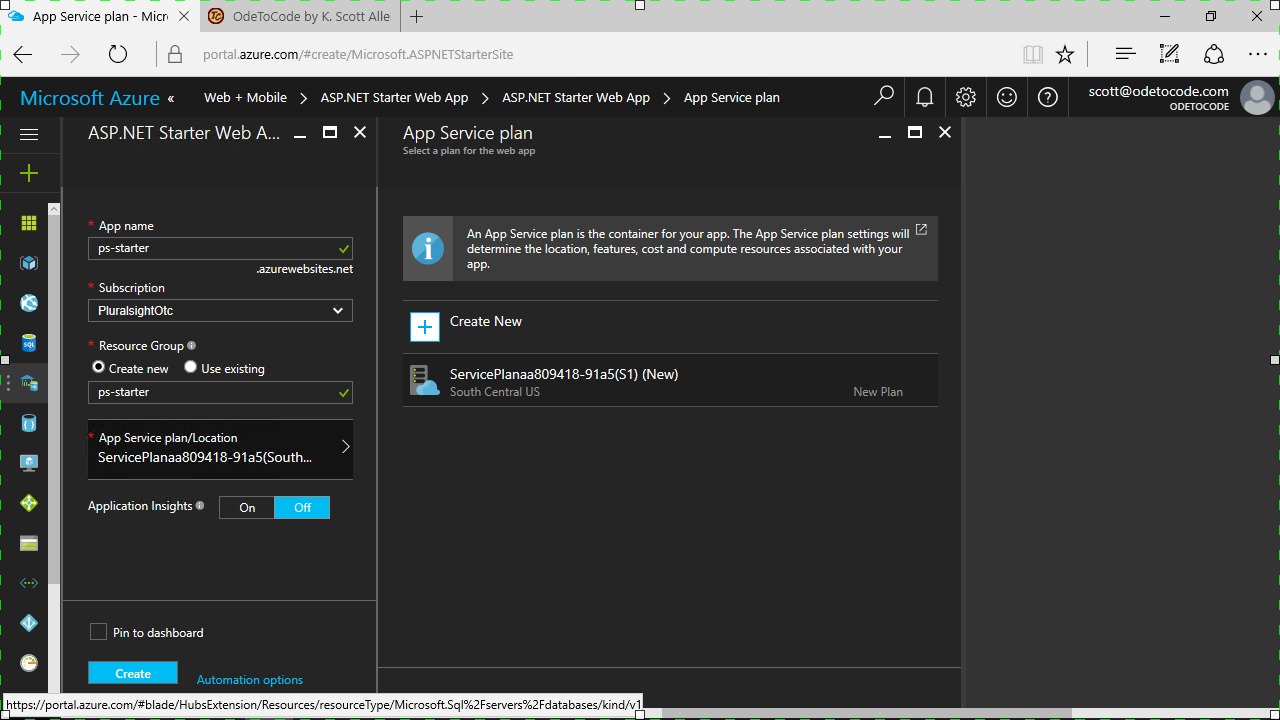 App Service plan - Micr
OdeToCode by K. Scott Alle
portal.azure.com/#create/Microsoft.ASPNETStarterSite
Microsoft Azure «
Web + Mobile
ASP.NET Starter Web App
ASP.NET Starter Web App
App Service plan
scott@odetocode.com
ODETOCODE
ASP.NET Starter Web A...
* App name
ps-starter
.azurewebsites.net
* Subscription
PluralsightOtc
* Resource Group
Create new
Use existing
ps-starter
* App Service plan/Location
ServicePlanaa809418-91a5(South...
Application Insights
On
Off
Pin to dashboard
Create
Automation options
App Service plan
Select a plan for the web app
An App Service plan is the container for your app. The App Service plan settings will
determine the location, features, cost and compute resources associated with your
app.
Create New
ServicePlanaa809418-91a5(S1) (New)
South Central US
New Plan
SQL
https://portal.azure.com/#blade/HubsExtension/Resources/resourceType/Microsoft.Sql%2Fservers%2Fdatabases/kind/v1